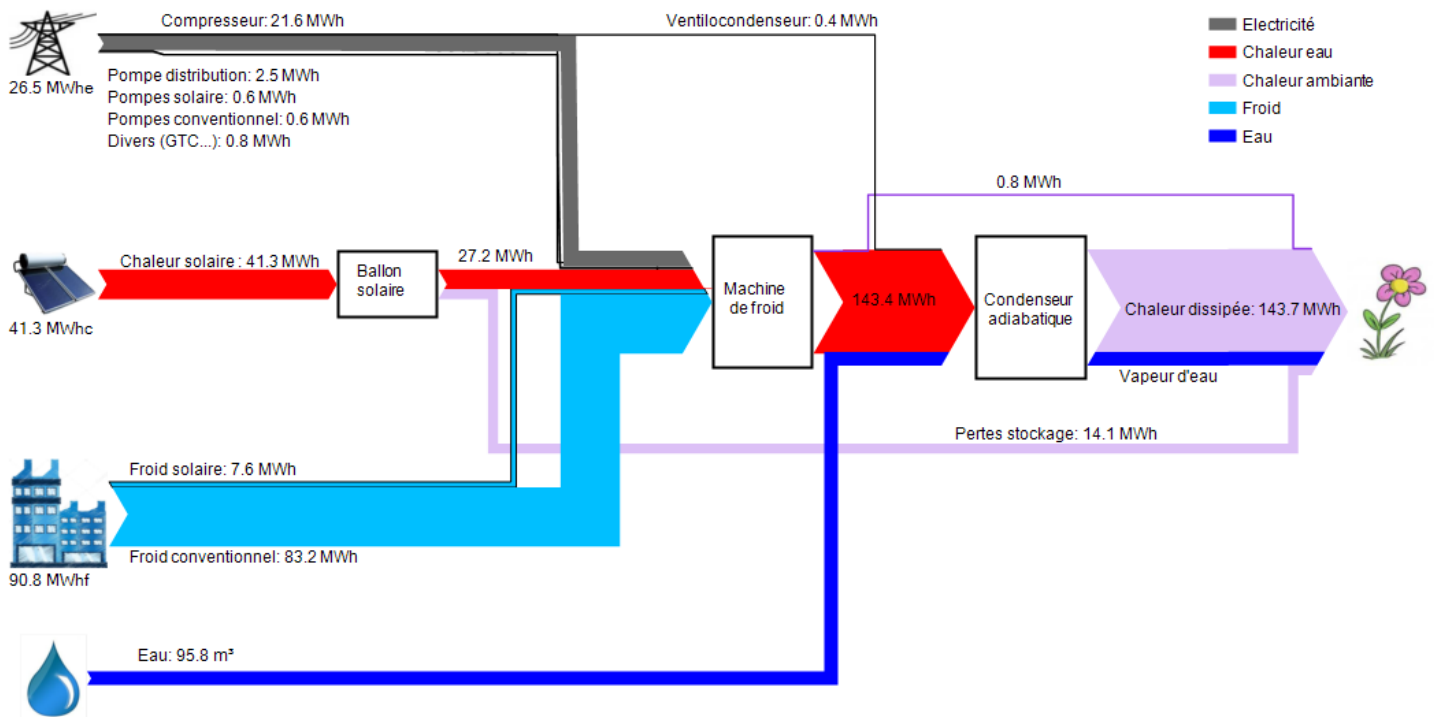 Compresseur: 21.6 MWh
Ventilocondenseur: 0.4 MWh
Electricité
Chaleur eau
Chaleur ambiante
Froid
Eau
26.5 MWhe
Pompe distribution: 2.5 MWh
Pompes solaire: 0.6 MWh
Pompes conventionnel: 0.6 MWh
Divers (GTC...): 0.8 MWh
0.8 MWh
Chaleur solaire : 41.3 MWh
27.2 MWh
Ballon
solaire
41.3 MWhc
Machine
de froid
143.4 MWh
Condenseur
adiabatique
Chaleur dissipée: 143.7 MWh
Vapeur d'eau
Pertes stockage: 14.1 MWh
Froid solaire: 7.6 MWh
Froid conventionnel: 83.2 MWh
90.8 MWhf
Eau: 95.8 m³